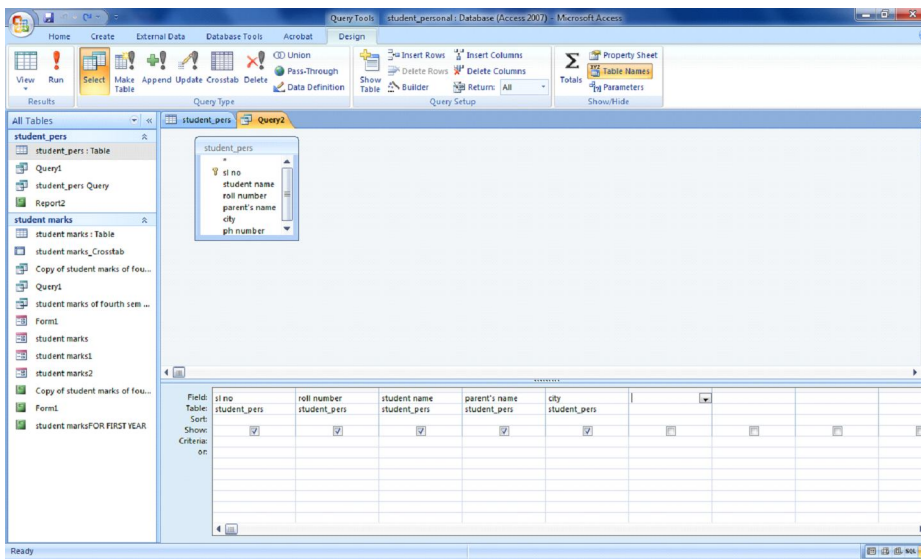 Query Tools student_personal : Database (Access 2007) - Microsoft Access
Home Create External Data Database Tools Acrobat Design
View
Run
Results
Select
Make Table
Append
Update
Crosstab
Delete
Union
Pass-Through
Data Definition
Query Type
Show Table
Insert Rows
Delete Rows
Builder
Insert Columns
Delete Columns
Return: All
Query Setup
Totals
Property Sheet
Table Names
Parameters
Show/Hide
All Tables
student_pers
student_pers : Table
Query1
student_pers Query
Report2
student marks
student marks : Table
student marks_Crosstab
Copy of student marks of fou...
Query1
student marks of fourth sem ...
Form1
student marks
student marks1
student marks2
Copy of student marks of fou...
Form1
student marksFOR FIRST YEAR
student_pers Query2
student_pers
*
sl no
student name
roll number
parent's name
city
ph number
Field: sl no roll number student name parent's name city
Table: student_pers student_pers student_pers student_pers student_pers
Sort:
Show:
Criteria:
or:
Ready
SQL